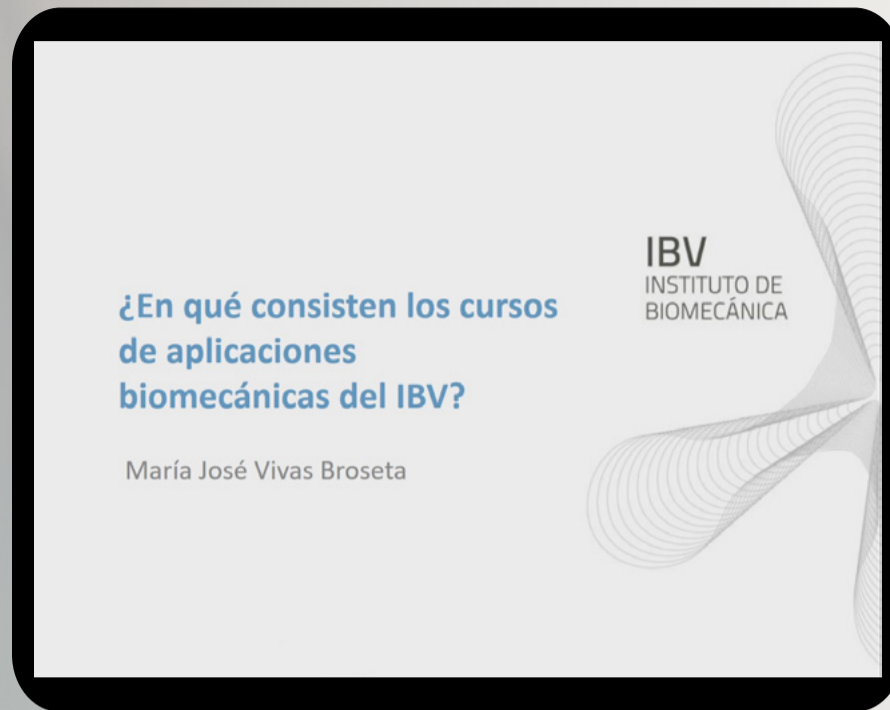 ¿En qué consisten los cursos
de aplicaciones
biomecánicas del IBV?
María José Vivas Broseta
IBV
INSTITUTO DE
BIOMECÁNICA